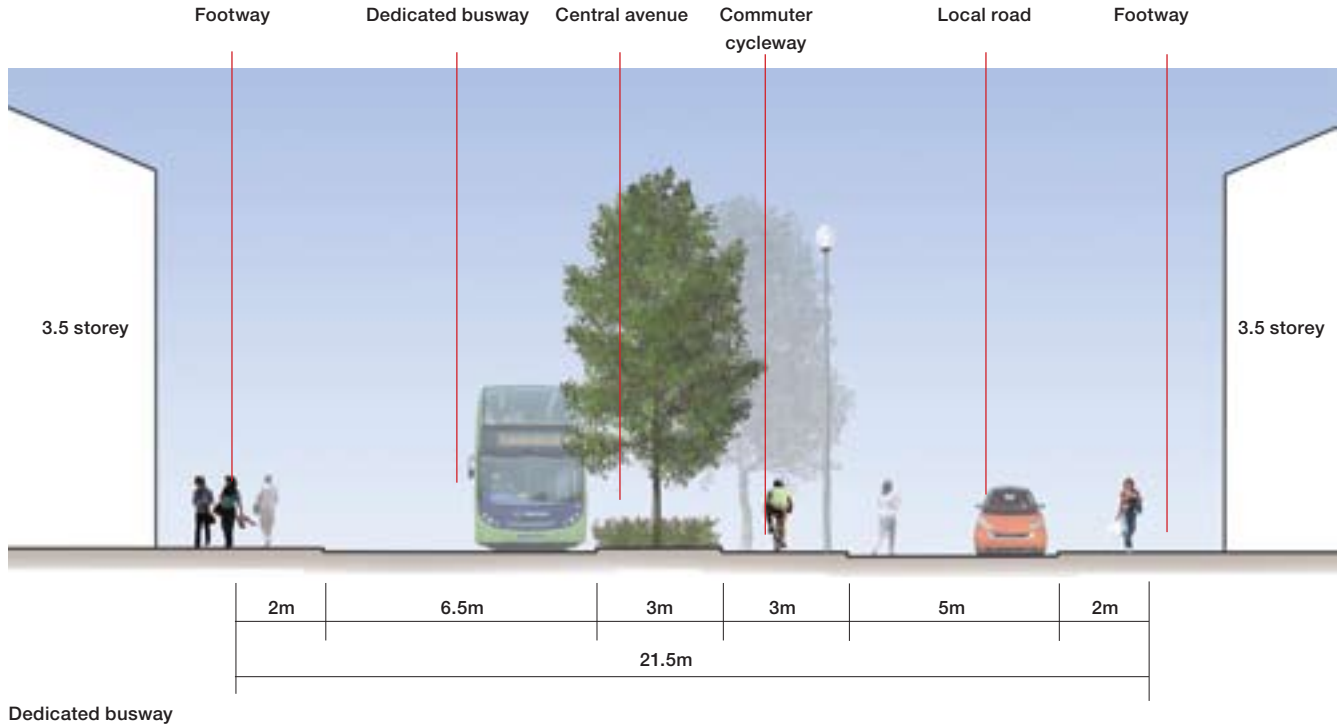 Footway
Dedicated busway
Central avenue
Commuter
cycleway
Local road
Footway
3.5 storey
3.5 storey
2m
6.5m
3m
3m
5m
2m
21.5m
Dedicated busway